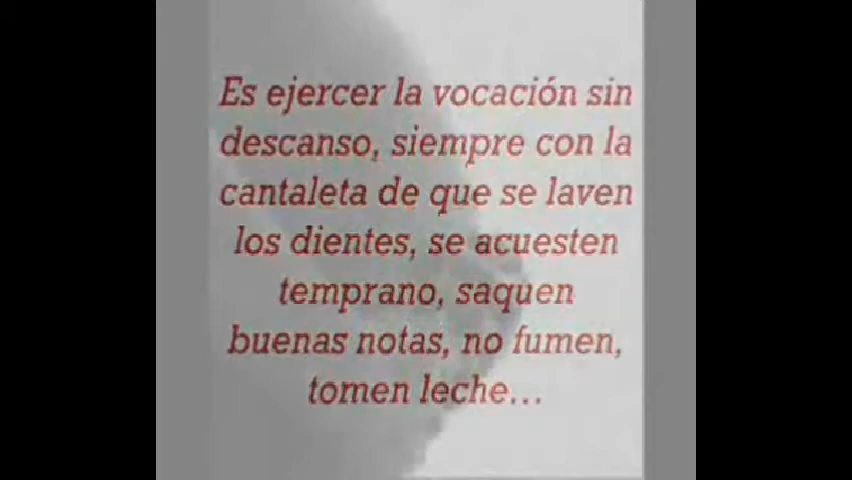 Es ejercer la vocación sin
descanso, siempre con la
cantaleta de que se laven
los dientes, se acuesten
temprano, saquen
buenas notas, no fumen,
tomen leche...